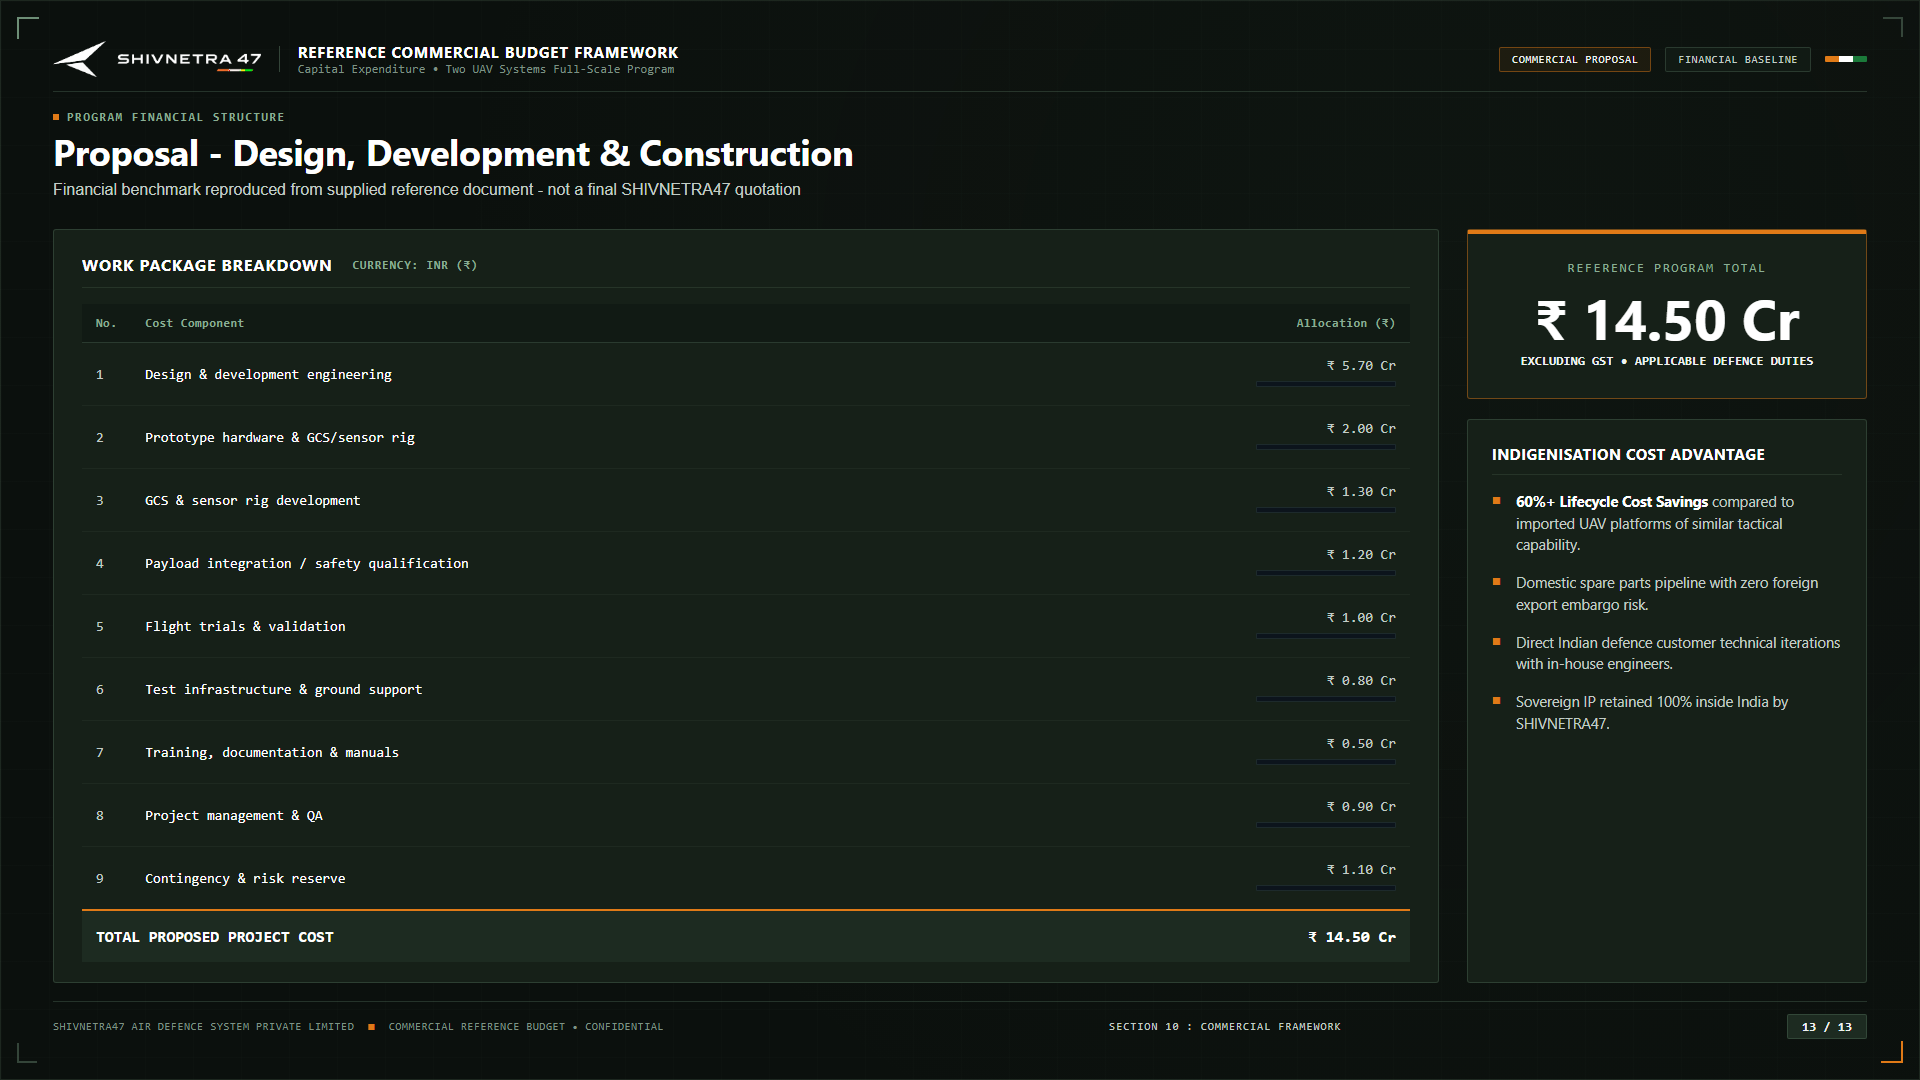 SHIVNETRA 47
REFERENCE COMMERCIAL BUDGET FRAMEWORK
Capital Expenditure • Two UAV Systems Full-Scale Program
COMMERCIAL PROPOSAL
FINANCIAL BASELINE
PROGRAM FINANCIAL STRUCTURE
Proposal - Design, Development & Construction
Financial benchmark reproduced from supplied reference document - not a final SHIVNETRA47 quotation
WORK PACKAGE BREAKDOWN CURRENCY: INR (₹)
No. Cost Component Allocation (₹)
1 Design & development engineering ₹ 5.70 Cr
2 Prototype hardware & GCS/sensor rig ₹ 2.00 Cr
3 GCS & sensor rig development ₹ 1.30 Cr
4 Payload integration / safety qualification ₹ 1.20 Cr
5 Flight trials & validation ₹ 1.00 Cr
6 Test infrastructure & ground support ₹ 0.80 Cr
7 Training, documentation & manuals ₹ 0.50 Cr
8 Project management & QA ₹ 0.90 Cr
9 Contingency & risk reserve ₹ 1.10 Cr
TOTAL PROPOSED PROJECT COST ₹ 14.50 Cr
REFERENCE PROGRAM TOTAL
₹ 14.50 Cr
EXCLUDING GST • APPLICABLE DEFENCE DUTIES
INDIGENISATION COST ADVANTAGE
60%+ Lifecycle Cost Savings compared to
imported UAV platforms of similar tactical
capability.
Domestic spare parts pipeline with zero foreign
export embargo risk.
Direct Indian defence customer technical iterations
with in-house engineers.
Sovereign IP retained 100% inside India by
SHIVNETRA47.
SHIVNETRA47 AIR DEFENCE SYSTEM PRIVATE LIMITED ■ COMMERCIAL REFERENCE BUDGET • CONFIDENTIAL
SECTION 10 : COMMERCIAL FRAMEWORK
13 / 13